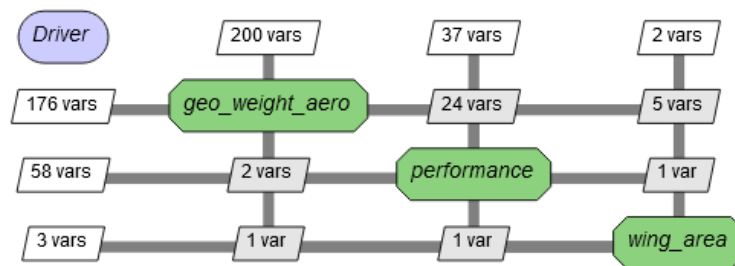 Driver
200 vars
37 vars
2 vars
176 vars
geo_weight_aero
24 vars
5 vars
58 vars
2 vars
performance
1 var
3 vars
1 var
1 var
wing_area